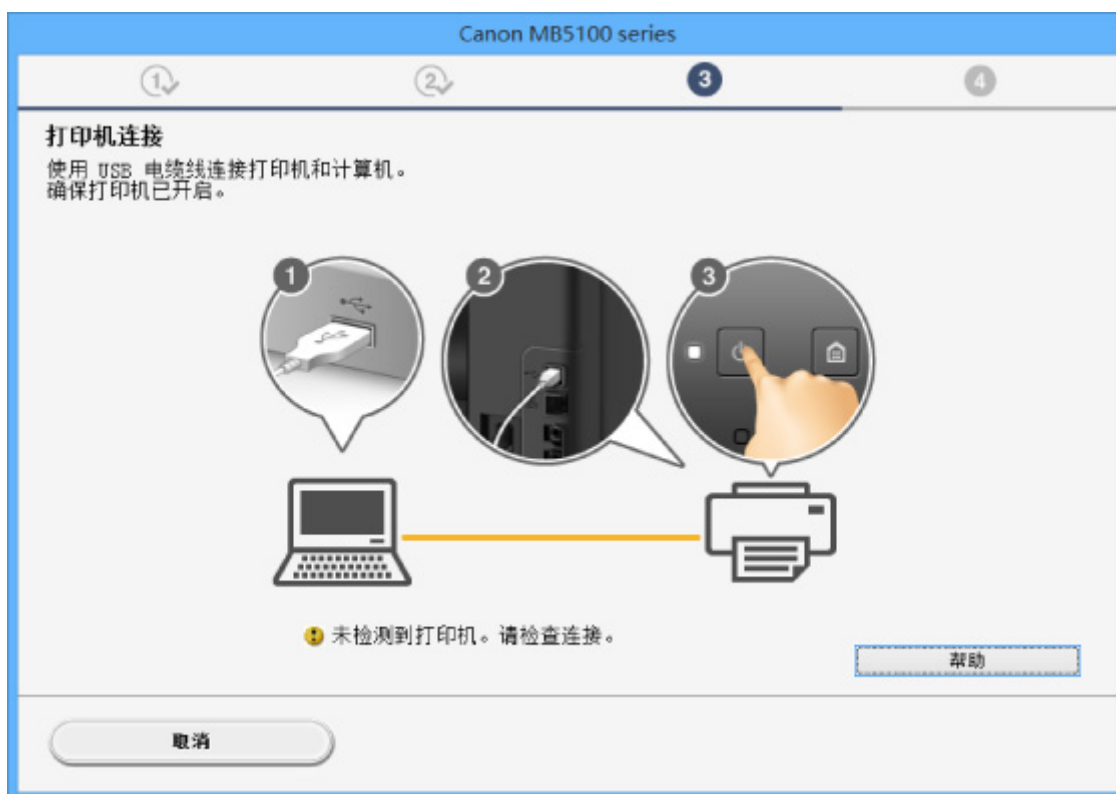 Canon MB5100 series
1
2
3
4
打印机连接
使用 USB 电缆线连接打印机和计算机。
确保打印机已开启。
1
2
3
未检测到打印机。请检查连接。
帮助
取消